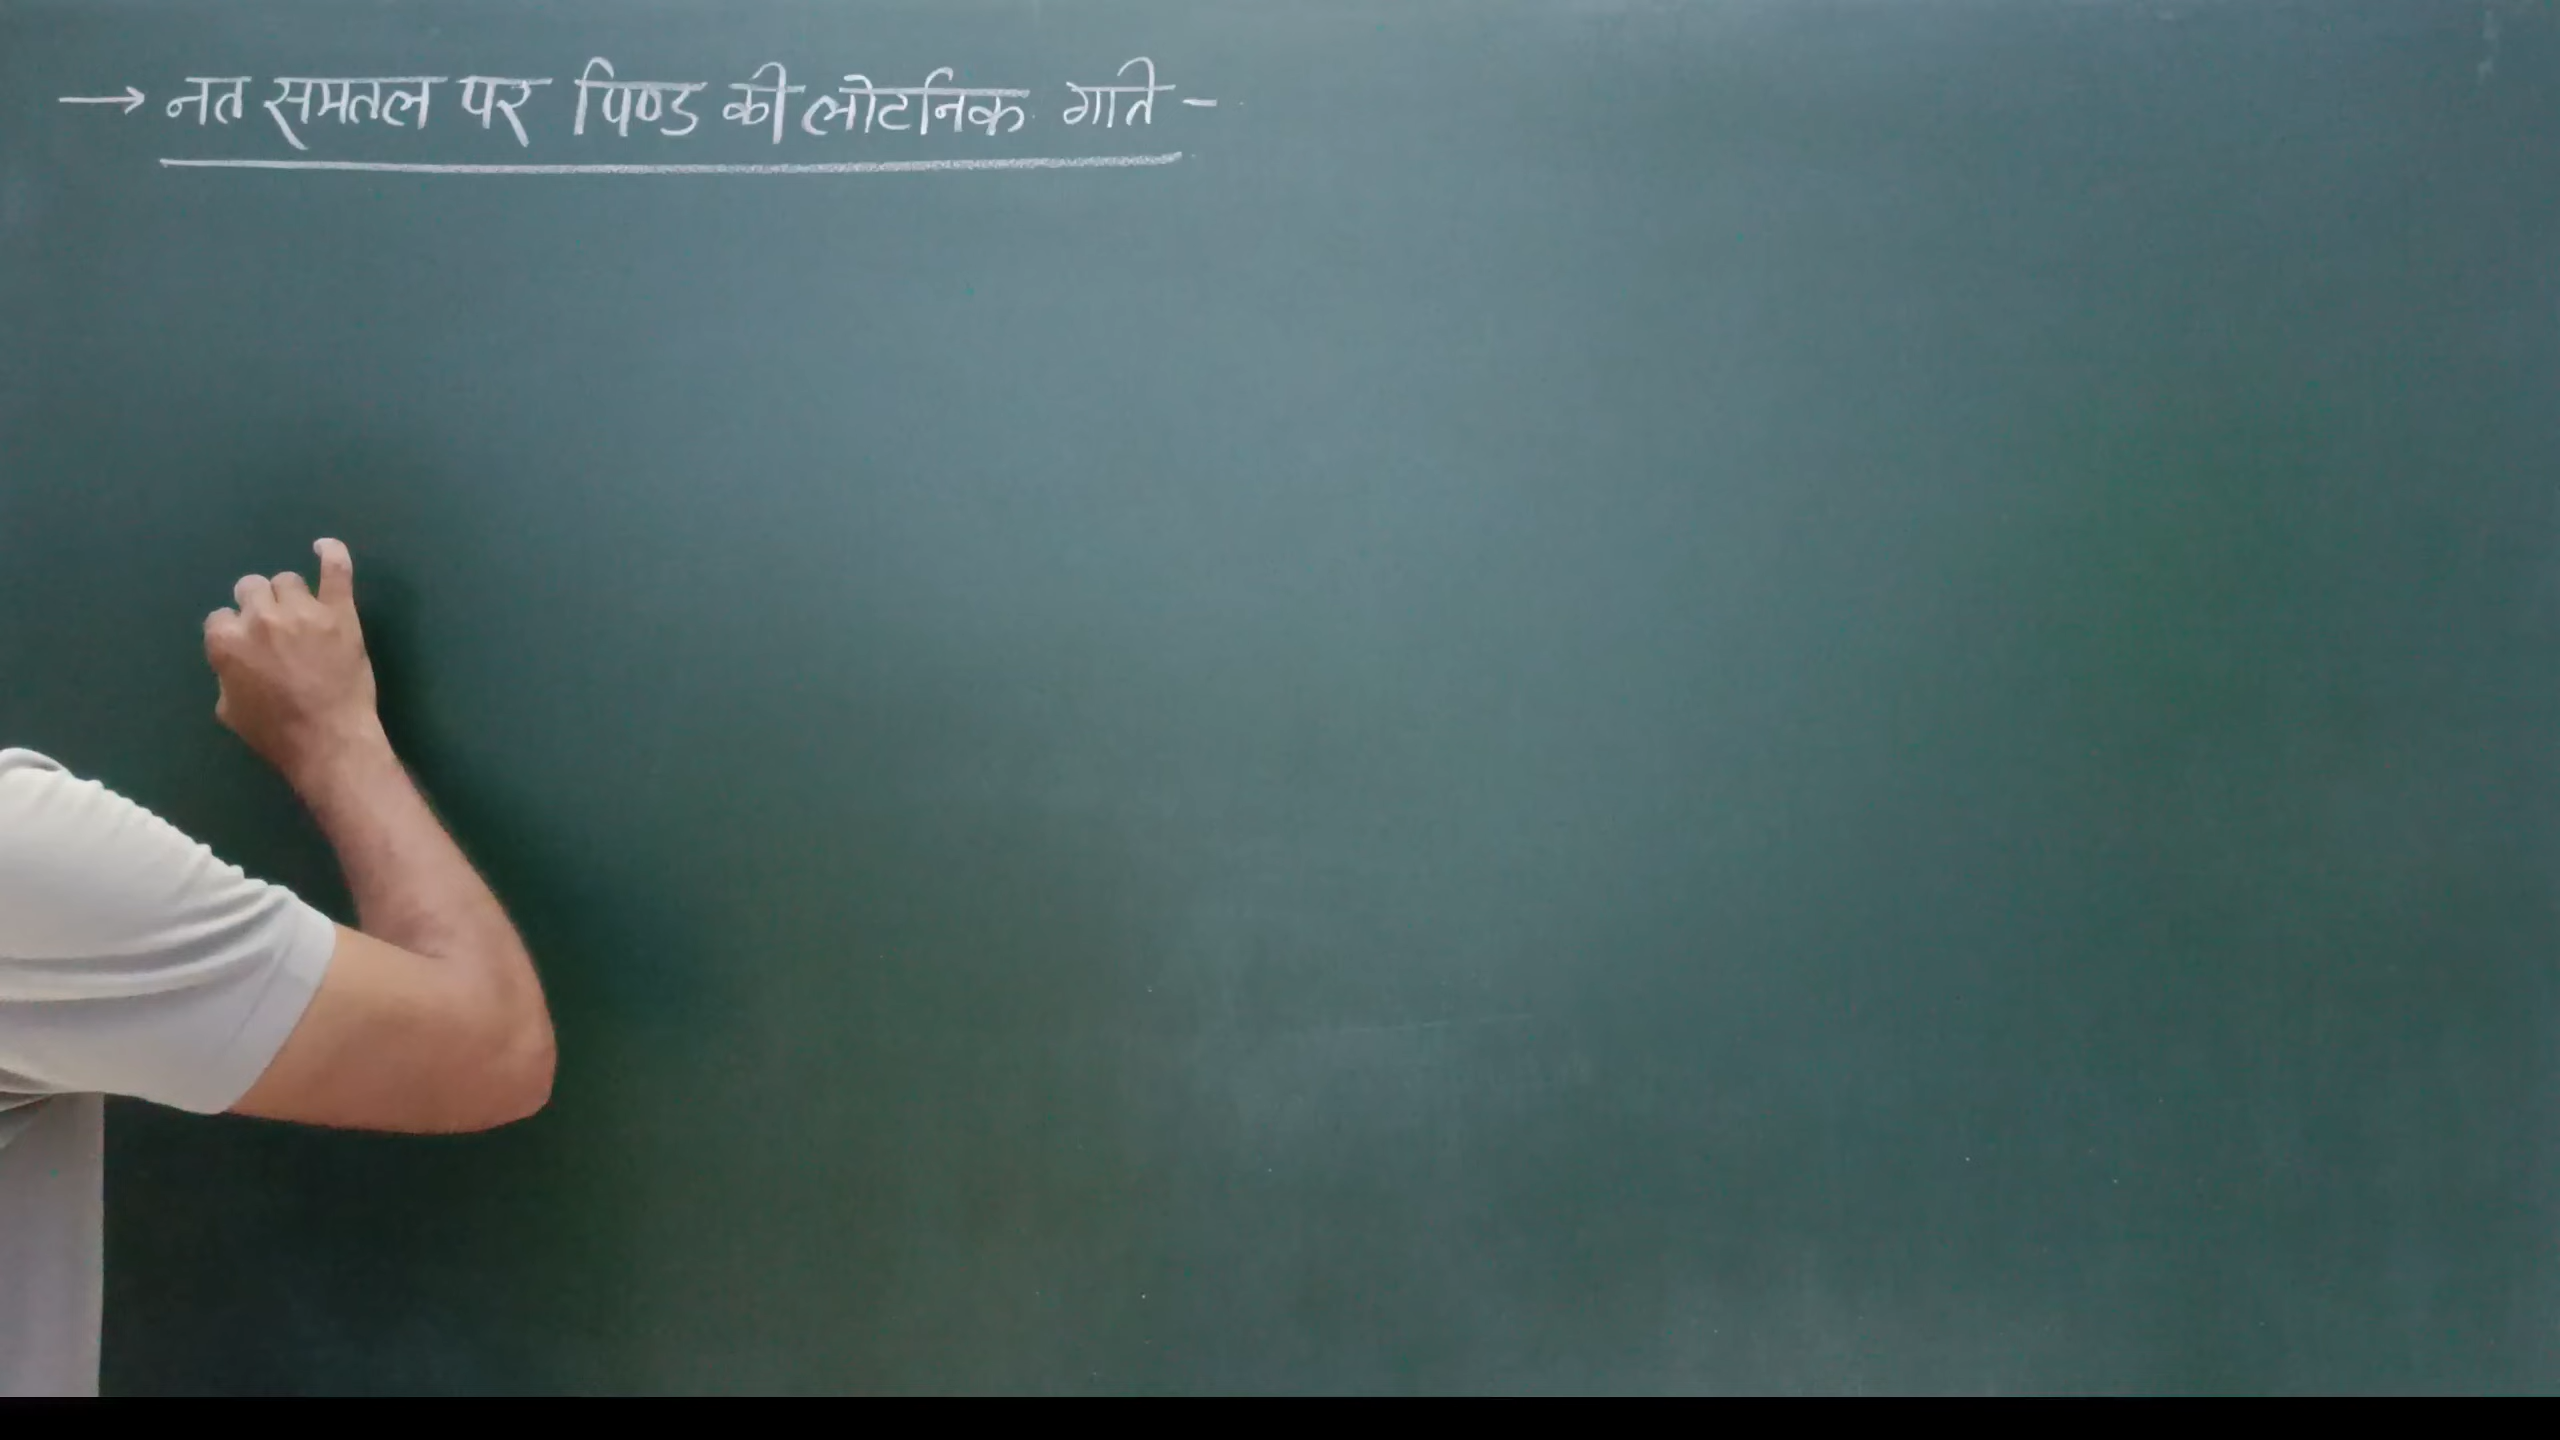 → नत समतल पर पिण्ड की लोटनिक गति -